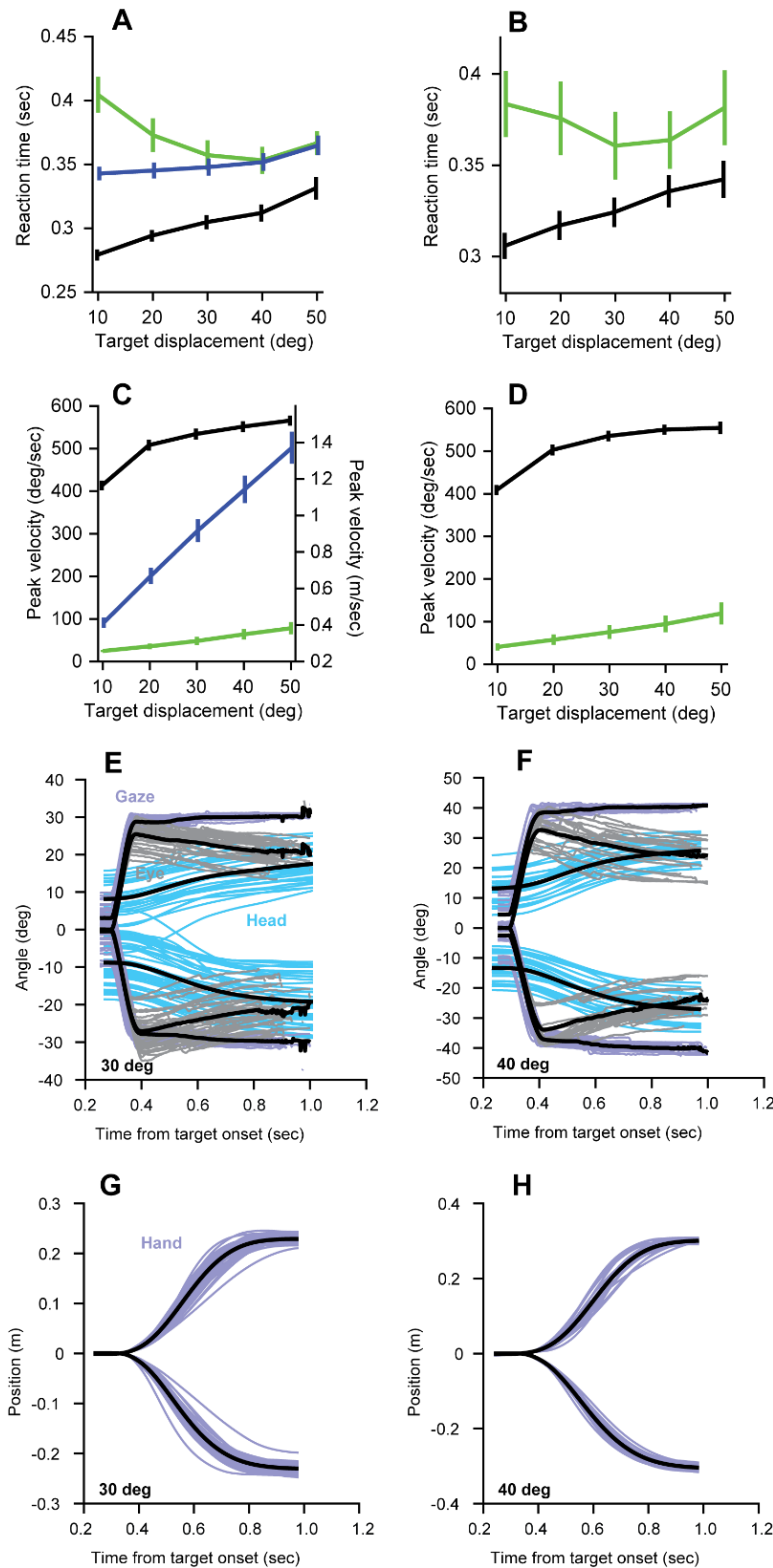 A
B
0.45
0.4
0.35
0.3
0.25
Reaction time (sec)
10 20 30 40 50
Target displacement (deg)
0.4
0.35
0.3
Reaction time (sec)
10 20 30 40 50
Target displacement (deg)
C
D
600
500
400
300
200
100
0
Peak velocity (deg/sec)
1.4
1.2
1
0.8
0.6
0.4
02
Peak velocity (m/sec)
10 20 30 40 50
Target displacement (deg)
600
500
400
300
200
100
0
Peak velocity (deg/sec)
10 20 30 40 50
Target displacement (deg)
E
F
40
30
20
10
0
-10
-20
-30
-40
Angle (deg)
Gaze
Eye
Head
30 deg
0.2 0.4 0.6 0.8 1.0 1.2
Time from target onset (sec)
50
40
30
20
10
0
-10
-20
-30
-40
-50
Angle (deg)
40 deg
0.2 0.4 0.6 0.8 1.0 1.2
Time from target onset (sec)
G
H
0.3
0.2
0.1
0
-0.1
-0.2
-0.3
Position (m)
Hand
30 deg
0.2 0.4 0.6 0.8 1.0 1.2
Time from target onset (sec)
0.4
0.2
0
-0.2
-0.4
Position (m)
40 deg
0.2 0.4 0.6 0.8 1.0 1.2
Time from target onset (sec)